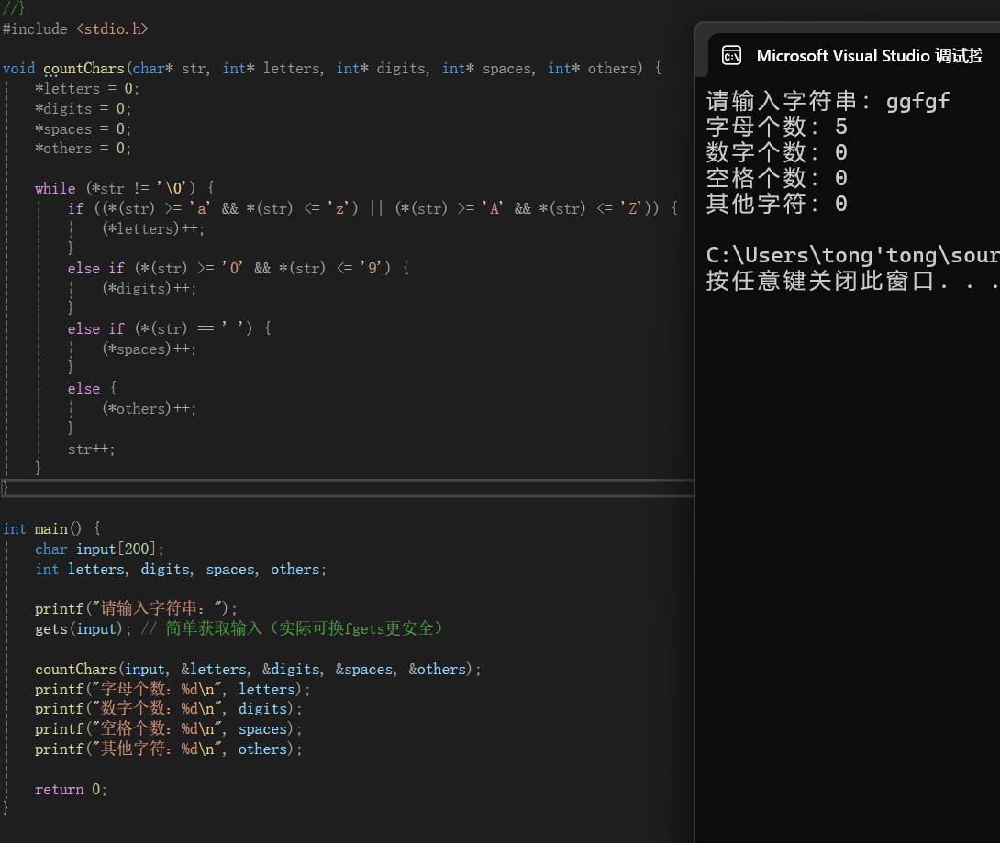 //}
#include <stdio.h>
void countChars(char* str, int* letters, int* digits, int* spaces, int* others) {
*letters = 0;
*digits = 0;
*spaces = 0;
*others = 0;
while (*str != '\0') {
if ((*(str) >= 'a' && *(str) <= 'z') || (*(str) >= 'A' && *(str) <= 'Z')) {
(*letters)++;
}
else if (*(str) >= '0' && *(str) <= '9') {
(*digits)++;
}
else if (*(str) == ' ') {
(*spaces)++;
}
else {
(*others)++;
}
str++;
}
}
int main() {
char input[200];
int letters, digits, spaces, others;
printf("请输入字符串：");
gets(input); // 简单获取输入（实际可换fgets更安全）
countChars(input, &letters, &digits, &spaces, &others);
printf("字母个数：%d\n", letters);
printf("数字个数：%d\n", digits);
printf("空格个数：%d\n", spaces);
printf("其他字符：%d\n", others);
return 0;
}
Microsoft Visual Studio 调试控
请输入字符串：ggfgf
字母个数：5
数字个数：0
空格个数：0
其他字符：0
C:\Users\tong'tong\sour
按任意键关闭此窗口. . .